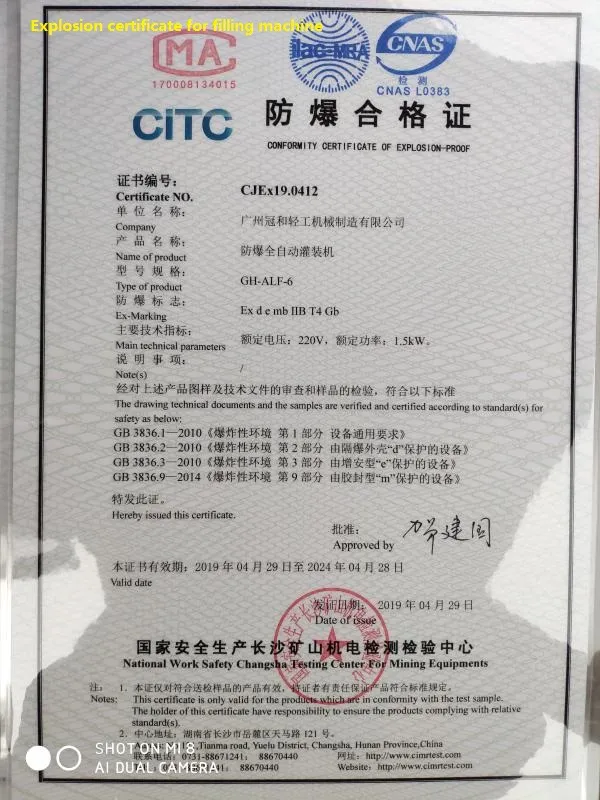 Explosion certificate for filling machine
MA
170008134015
ilac-MRA
CNAS
检测
CNAS L0383
CITC
防爆合格证
CONFORMITY CERTIFICATE OF EXPLOSION-PROOF
证书编号:
Certificate NO.
CJEx19.0412
单位名称:
Company
广州冠和轻工机械制造有限公司
产品名称:
Name of product
防爆全自动灌装机
型号规格:
Type of product
GH-ALF-6
防爆标志:
Ex-Marking
Ex d e mb IIB T4 Gb
主要技术指标:
Main technical parameters
额定电压:220V,额定功率:1.5kW。
说明事项:
Note(s)
/
经对上述产品图样及技术文件的审查和样品的检验,符合以下标准
The drawing technical documents and the samples are verified and certified according to standard(s) for
safety as below:
GB 3836.1—2010《爆炸性环境 第1部分 设备通用要求》
GB 3836.2—2010《爆炸性环境 第2部分 由隔爆外壳“d”保护的设备》
GB 3836.3—2010《爆炸性环境 第3部分 由增安型“e”保护的设备》
GB 3836.9—2014《爆炸性环境 第9部分 由胶封型“m”保护的设备》
特发此证。
Hereby issued this certificate.
批准:
Approved by
本证书有效期:2019年04月29日至2024年04月28日
Valid date
发证日期: 2019年04月29日
Date of issue
国家安全生产长沙矿山机电检测检验中心
National Work Safety Changsha Testing Center For Mining Equipments
注: 1. 本证仅对符合送检样品的产品有效,持证者有责任保证产品符合标准规定。
Notes: This certificate is only valid for the products which are in conformity with the test sample.
The holder of this certificate have responsibility to ensure the products complying with relative
standard(s).
2. 中心地址:湖南省长沙市岳麓区天马路121号。
Tianma road, Yuelu District, Changsha, Hunan Province,China
联系电话:0731-88671241; 88670440 网址: http://www.cimrtest.com
88670440 Website: http://www.cimrtest.com
SHOT ON MI 8
AI DUAL CAMERA